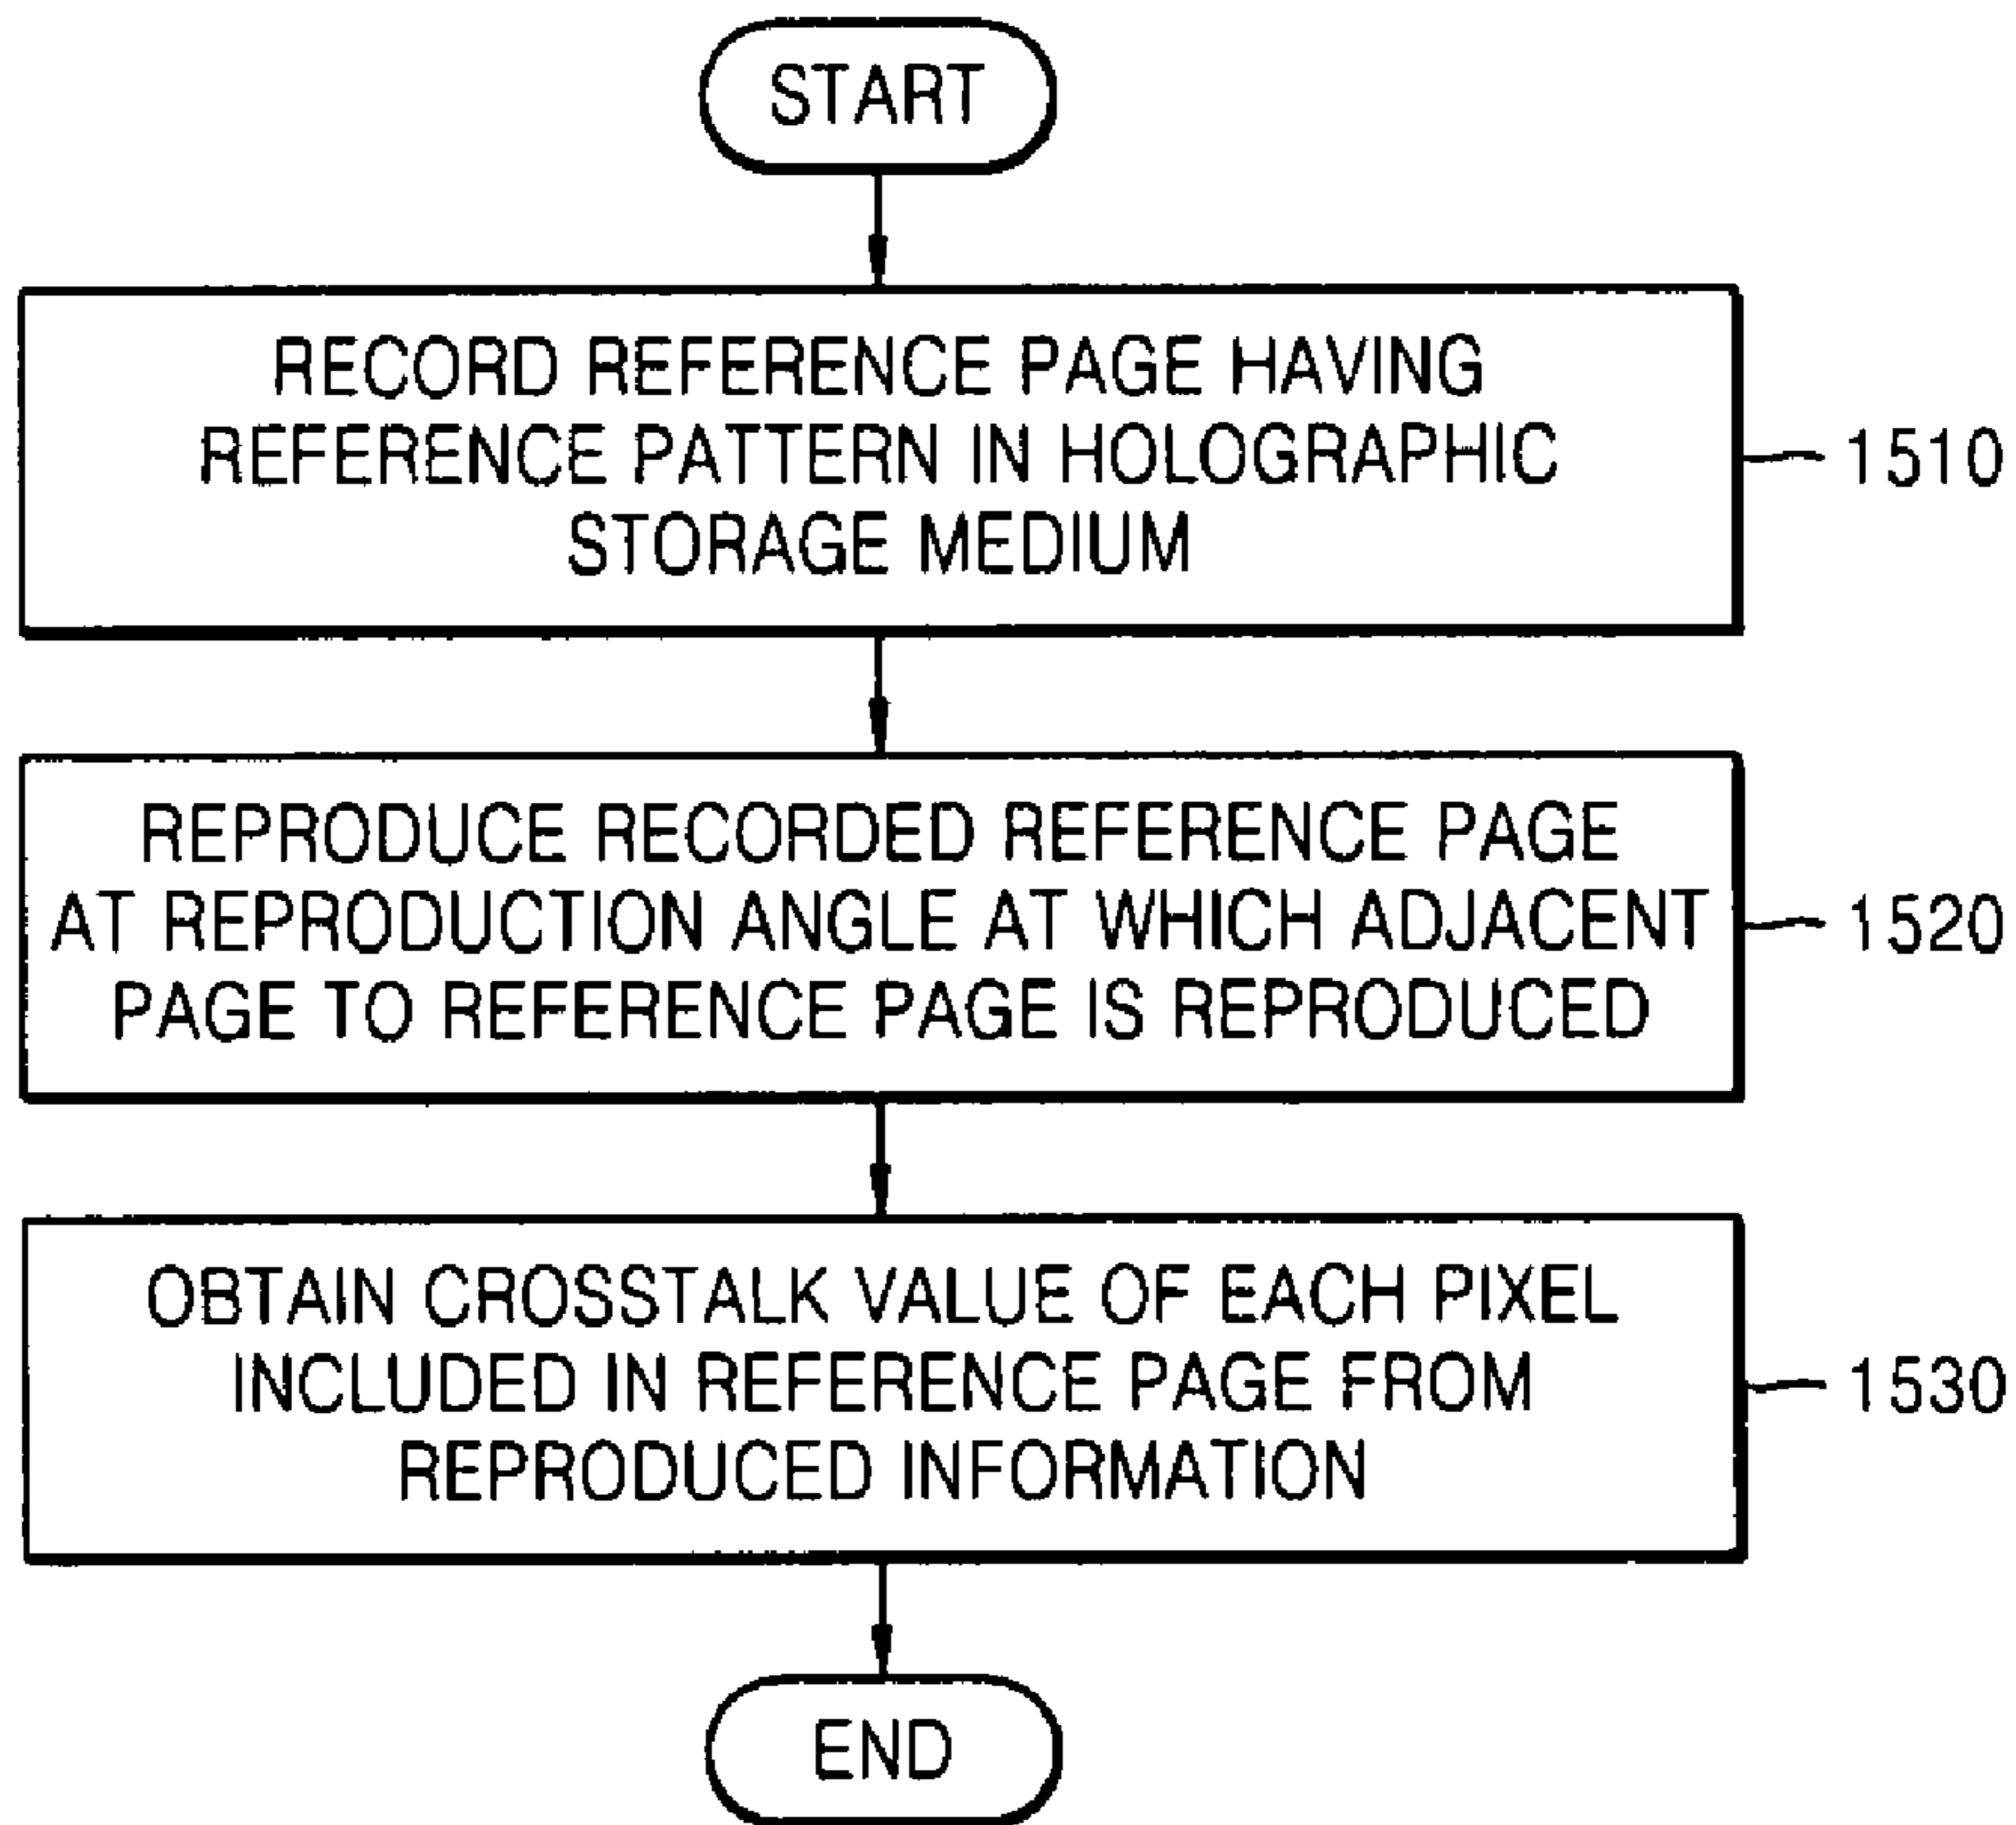 START
RECORD REFERENCE PAGE HAVING
REFERENCE PATTERN IN HOLOGRAPHIC
STORAGE MEDIUM
1510
REPRODUCE RECORDED REFERENCE PAGE
AT REPRODUCTION ANGLE AT WHICH ADJACENT
PAGE TO REFERENCE PAGE IS REPRODUCED
1520
OBTAIN CROSSTALK VALUE OF EACH PIXEL
INCLUDED IN REFERENCE PAGE FROM
REPRODUCED INFORMATION
1530
END